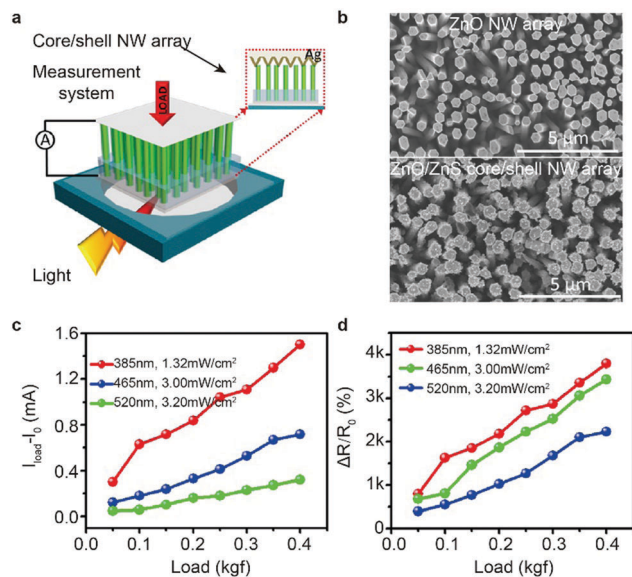 a
Core/shell NW array
Measurement
system
LOAD
Ag
A
Light
b
ZnO NW array
5 μm
ZnO/ZnS core/shell NW array
5 μm
c
1.6
1.2
0.8
0.4
0.0
I_load-I_0 (mA)
385nm, 1.32mW/cm²
465nm, 3.00mW/cm²
520nm, 3.20mW/cm²
0.0 0.1 0.2 0.3 0.4
Load (kgf)
d
4k
3k
2k
1k
0
ΔR/R_0 (%)
385nm, 1.32mW/cm²
465nm, 3.00mW/cm²
520nm, 3.20mW/cm²
0.0 0.1 0.2 0.3 0.4
Load (kgf)